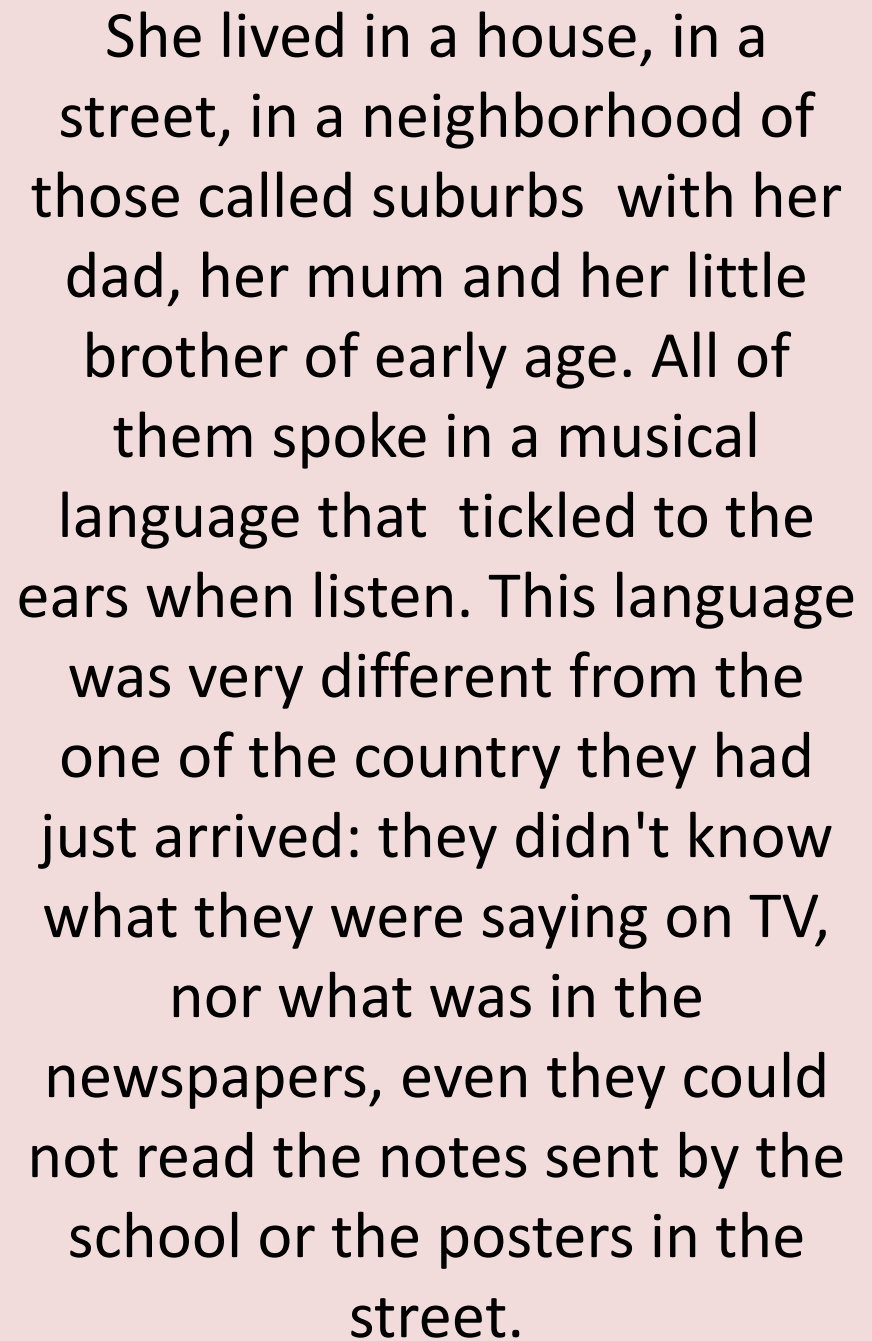 She lived in a house, in a
street, in a neighborhood of
those called suburbs  with her
dad, her mum and her little
brother of early age. All of
them spoke in a musical
language that  tickled to the
ears when listen. This language
was very different from the
one of the country they had
just arrived: they didn't know
what they were saying on TV,
nor what was in the
newspapers, even they could
not read the notes sent by the
school or the posters in the
street.